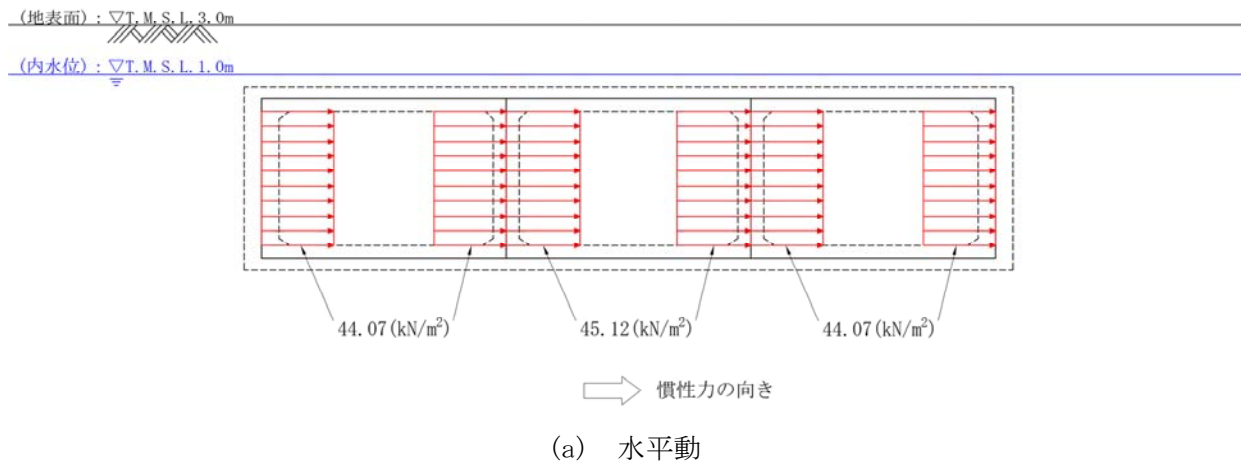 (地表面) : ▽T.M.S.L.3.0m
(内水位) : ▽T.M.S.L.1.0m
44.07(kN/m²) 45.12(kN/m²) 44.07(kN/m²)
慣性力の向き
(a) 水平動